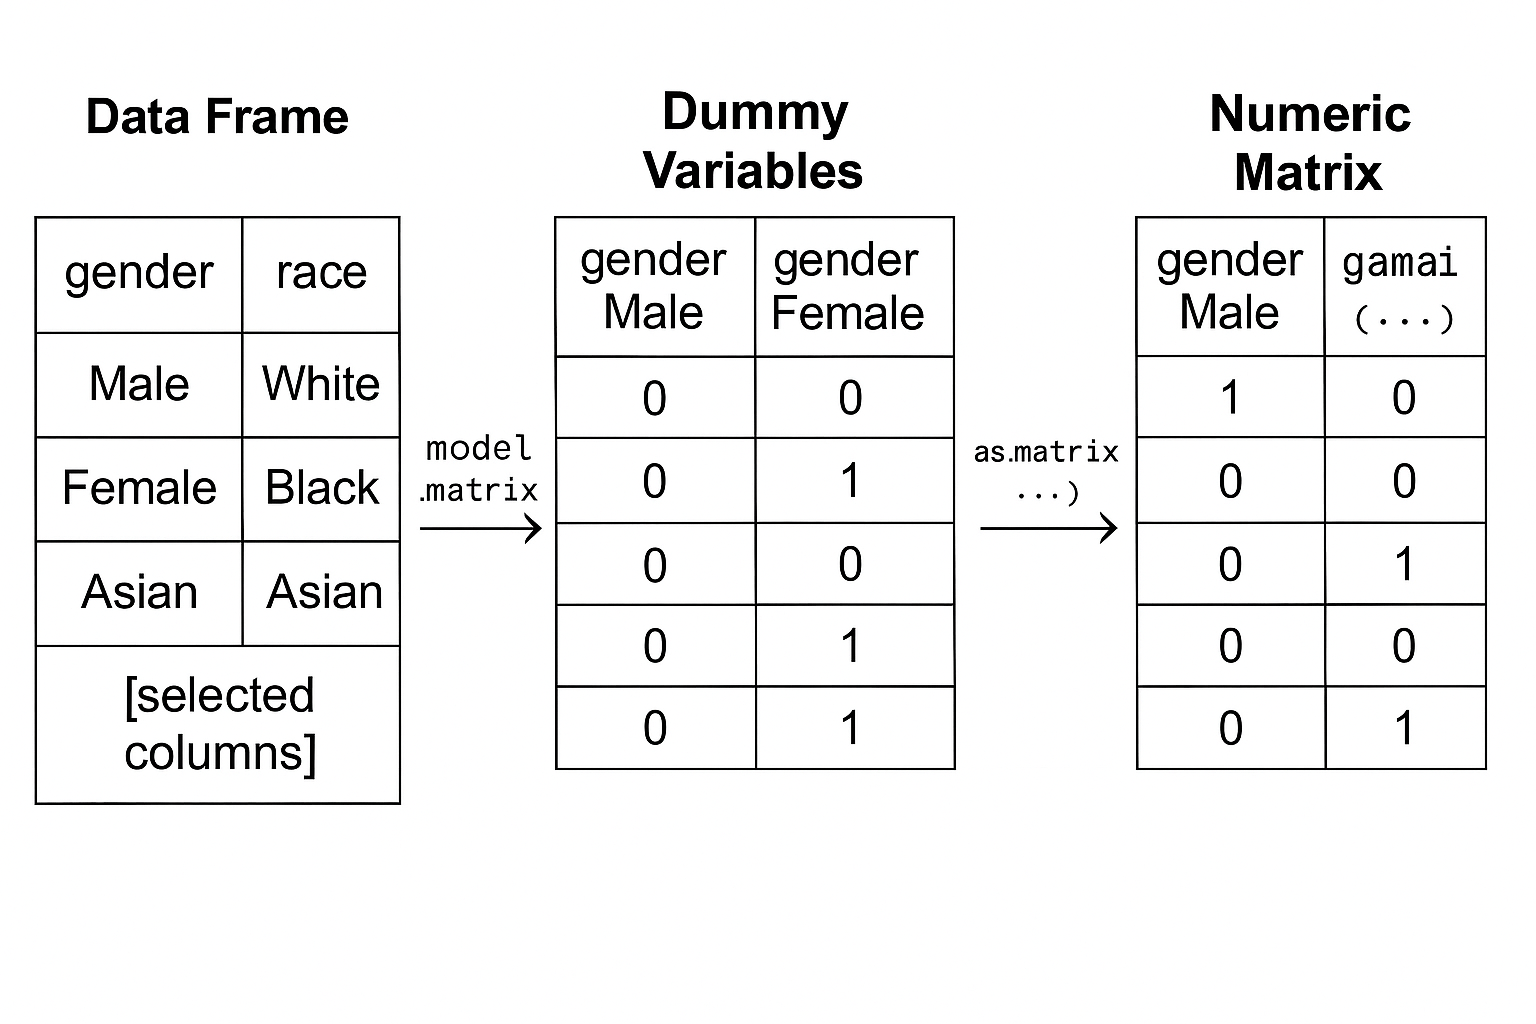 Data Frame
gender race
Male White
Female Black
Asian Asian
[selected
columns]
model
.matrix
Dummy
Variables
gender gender
Male Female
0 0
0 1
0 0
0 1
0 1
as.matrix
...)
Numeric
Matrix
gender gamai
Male (...)
1 0
0 0
0 1
0 0
0 1